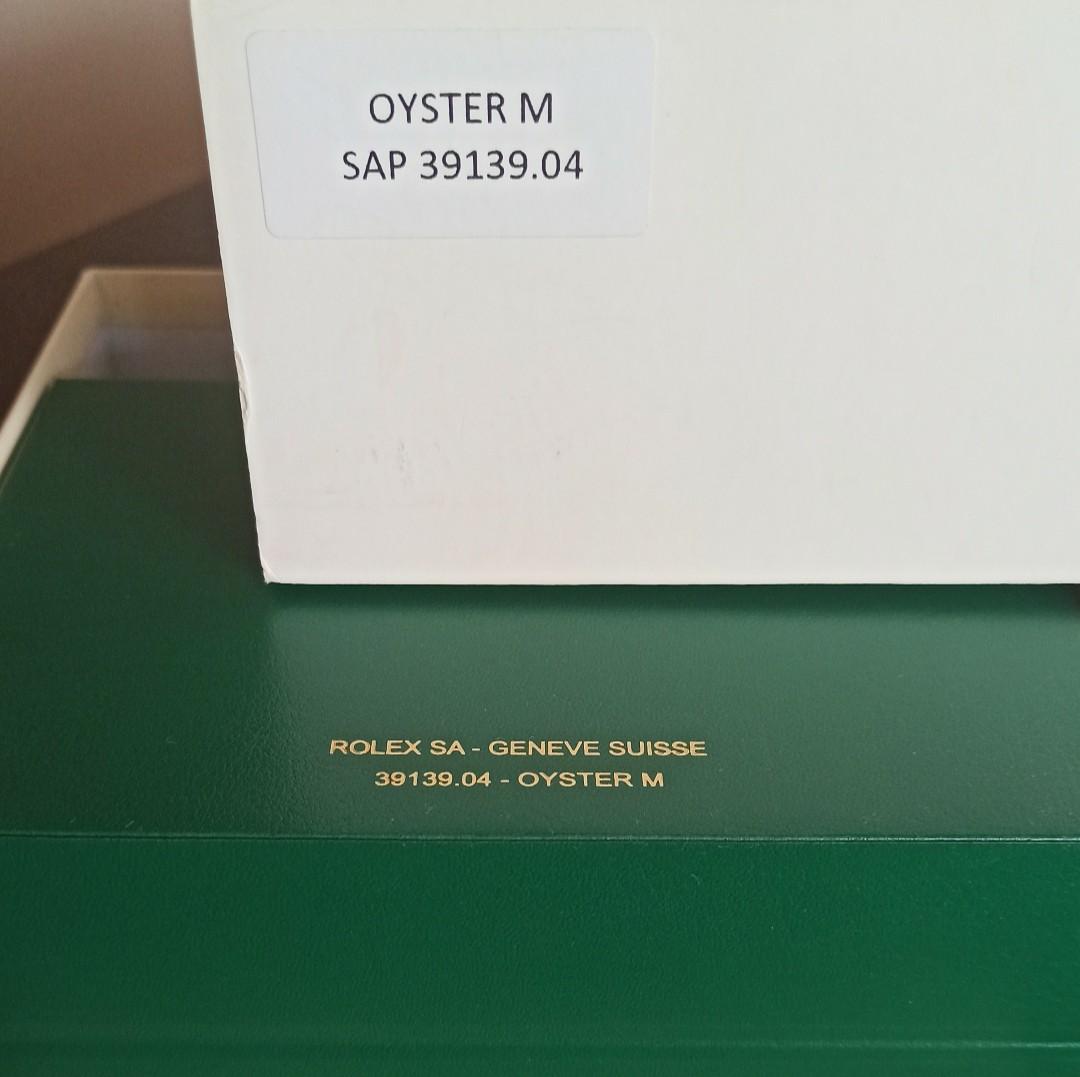 OYSTER M
SAP 39139.04
ROLEX SA - GENEVE SUISSE
39139.04 - OYSTER M